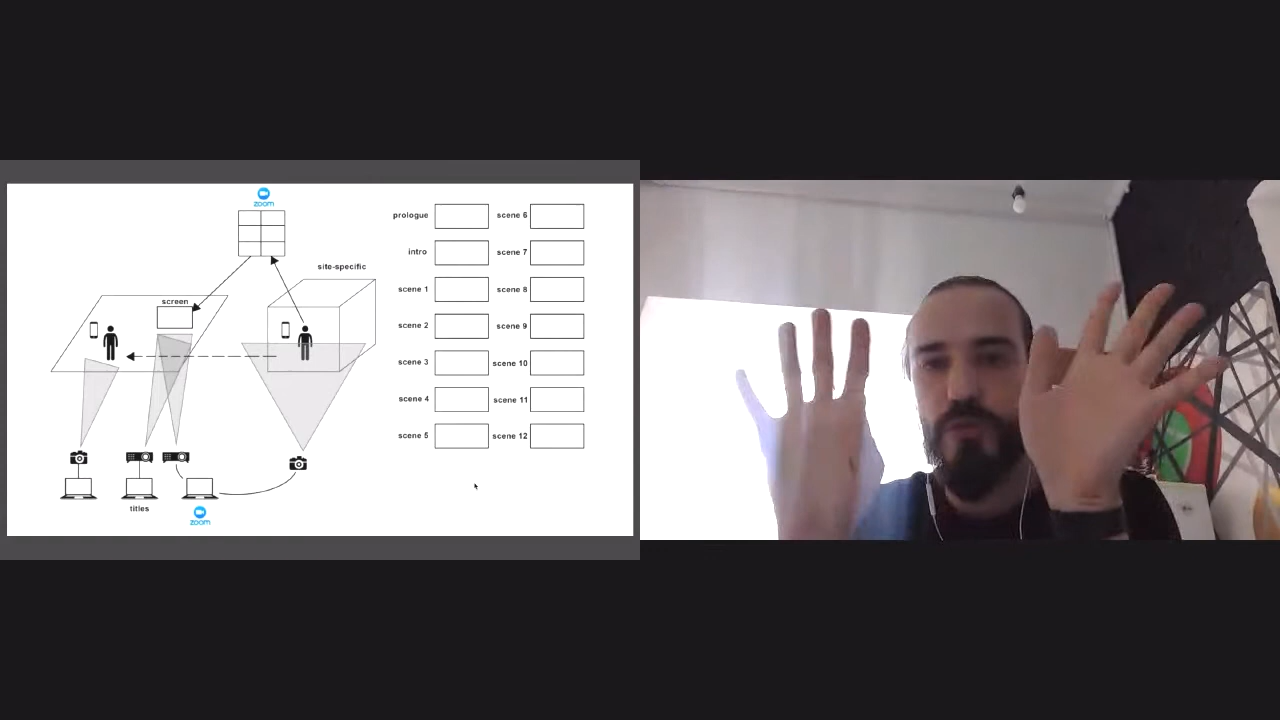 zoom
site-specific
screen
titles
zoom
prologue
intro
scene 1
scene 2
scene 3
scene 4
scene 5
scene 6
scene 7
scene 8
scene 9
scene 10
scene 11
scene 12